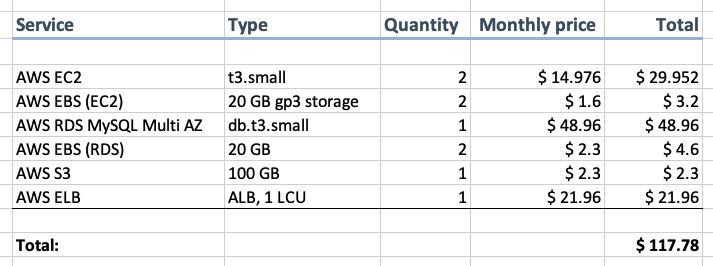 Service Type Quantity Monthly price Total
AWS EC2 t3.small 2 $ 14.976 $ 29.952
AWS EBS (EC2) 20 GB gp3 storage 2 $ 1.6 $ 3.2
AWS RDS MySQL Multi AZ db.t3.small 1 $ 48.96 $ 48.96
AWS EBS (RDS) 20 GB 2 $ 2.3 $ 4.6
AWS S3 100 GB 1 $ 2.3 $ 2.3
AWS ELB ALB, 1 LCU 1 $ 21.96 $ 21.96
Total: $ 117.78